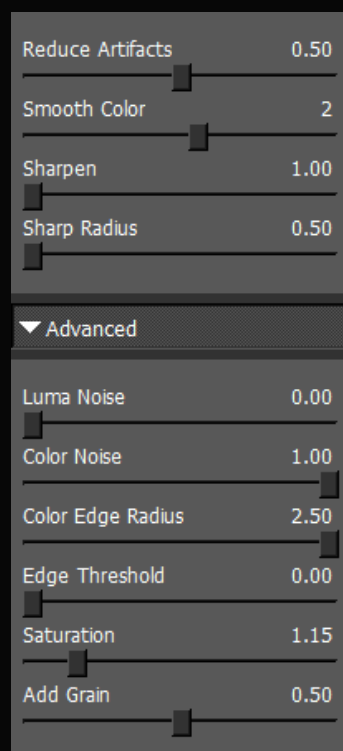 Reduce Artifacts 0.50
Smooth Color 2
Sharpen 1.00
Sharp Radius 0.50
Advanced
Luma Noise 0.00
Color Noise 1.00
Color Edge Radius 2.50
Edge Threshold 0.00
Saturation 1.15
Add Grain 0.50